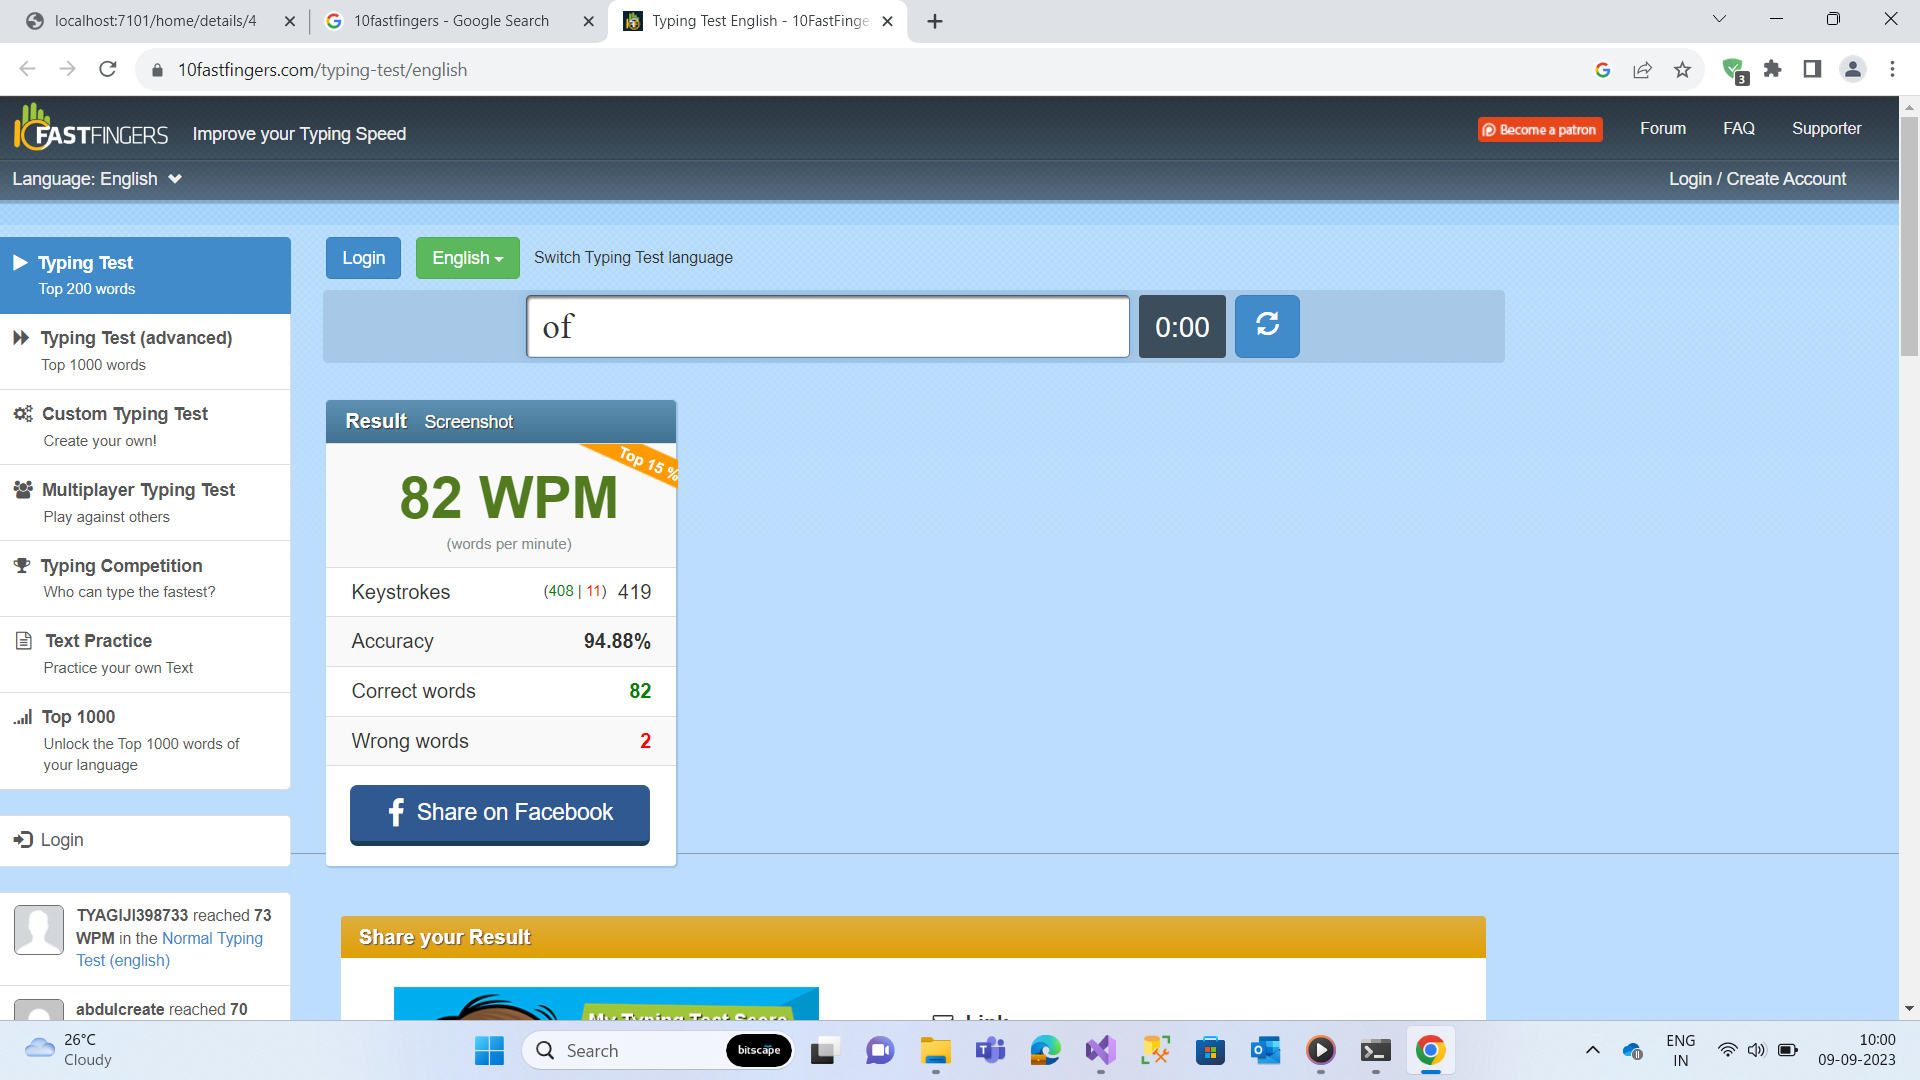 localhost:7101/home/details/4
10fastfingers - Google Search
Typing Test English - 10FastFinge
10fastfingers.com/typing-test/english
3
FASTFINGERS Improve your Typing Speed
Become a patron
Forum FAQ Supporter
Language: English
Login / Create Account
Typing Test
Top 200 words
Typing Test (advanced)
Top 1000 words
Custom Typing Test
Create your own!
Multiplayer Typing Test
Play against others
Typing Competition
Who can type the fastest?
Text Practice
Practice your own Text
Top 1000
Unlock the Top 1000 words of
your language
Login
TYAGIJI398733 reached 73
WPM in the Normal Typing
Test (english)
abdulcreate reached 70
Login English Switch Typing Test language
of 0:00
Result Screenshot
Top 15 %
82 WPM
(words per minute)
Keystrokes (408 | 11) 419
Accuracy 94.88%
Correct words 82
Wrong words 2
Share on Facebook
Share your Result
My Typing Test Score
Link
26°C
Cloudy
Search
bitscape
ENG
IN
10:00
09-09-2023